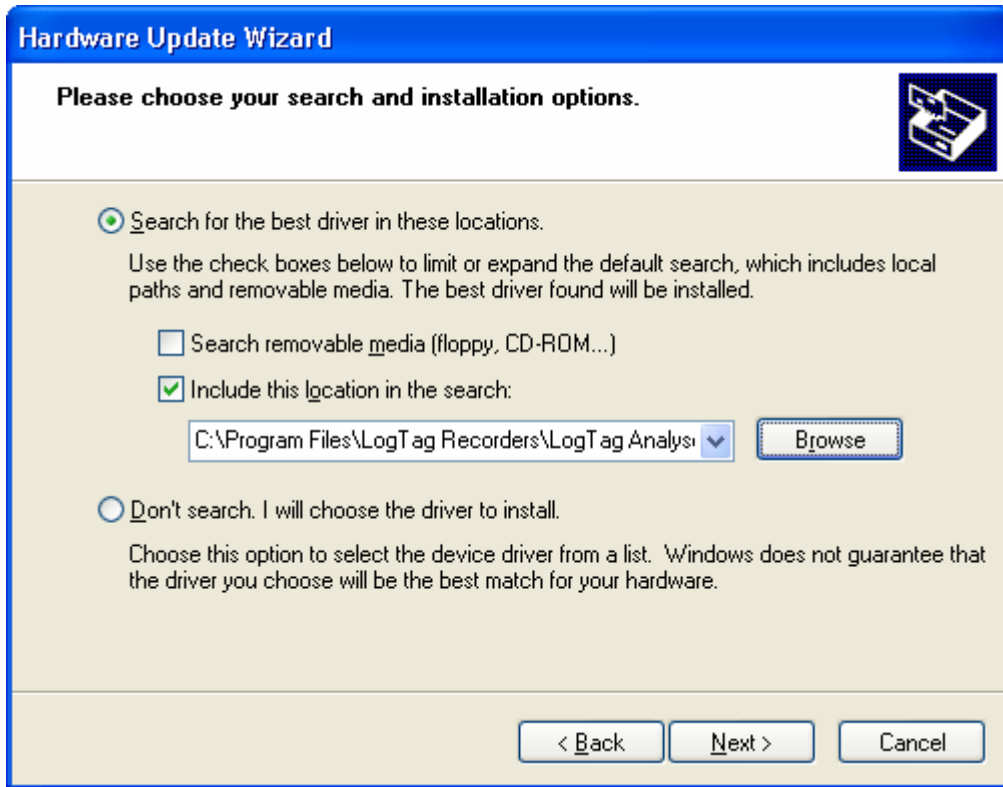 Hardware Update Wizard
Please choose your search and installation options.
Search for the best driver in these locations.
Use the check boxes below to limit or expand the default search, which includes local
paths and removable media. The best driver found will be installed.
Search removable media (floppy, CD-ROM...)
Include this location in the search:
C:\Program Files\LogTag Recorders\LogTag Analys
Browse
Don't search. I will choose the driver to install.
Choose this option to select the device driver from a list. Windows does not guarantee that
the driver you choose will be the best match for your hardware.
< Back
Next >
Cancel